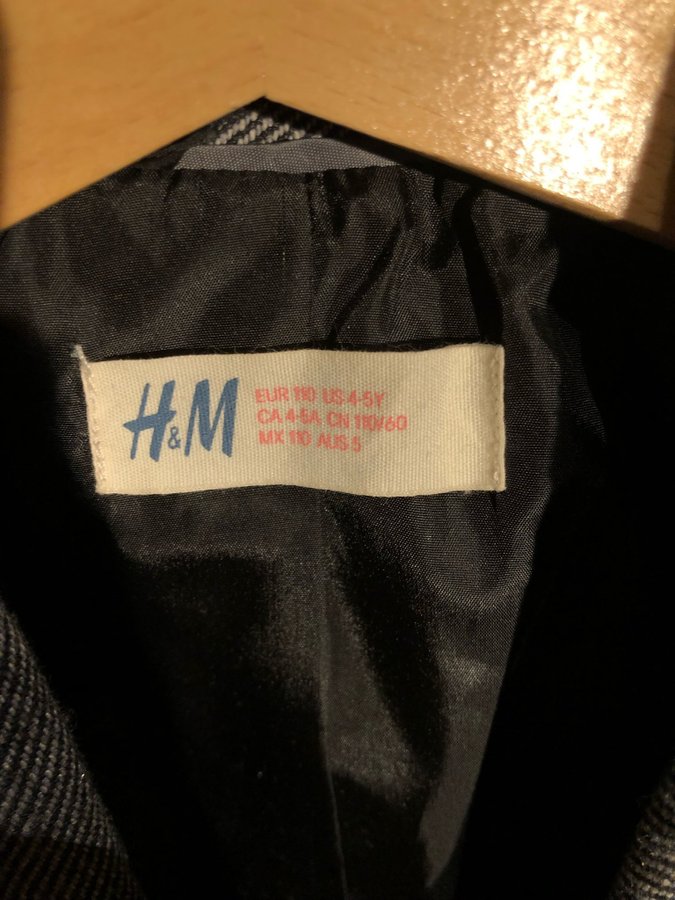 H&M
EUR 110 US 4-5Y
CA 4-5A CN 110/60
MX 110 AUS 5